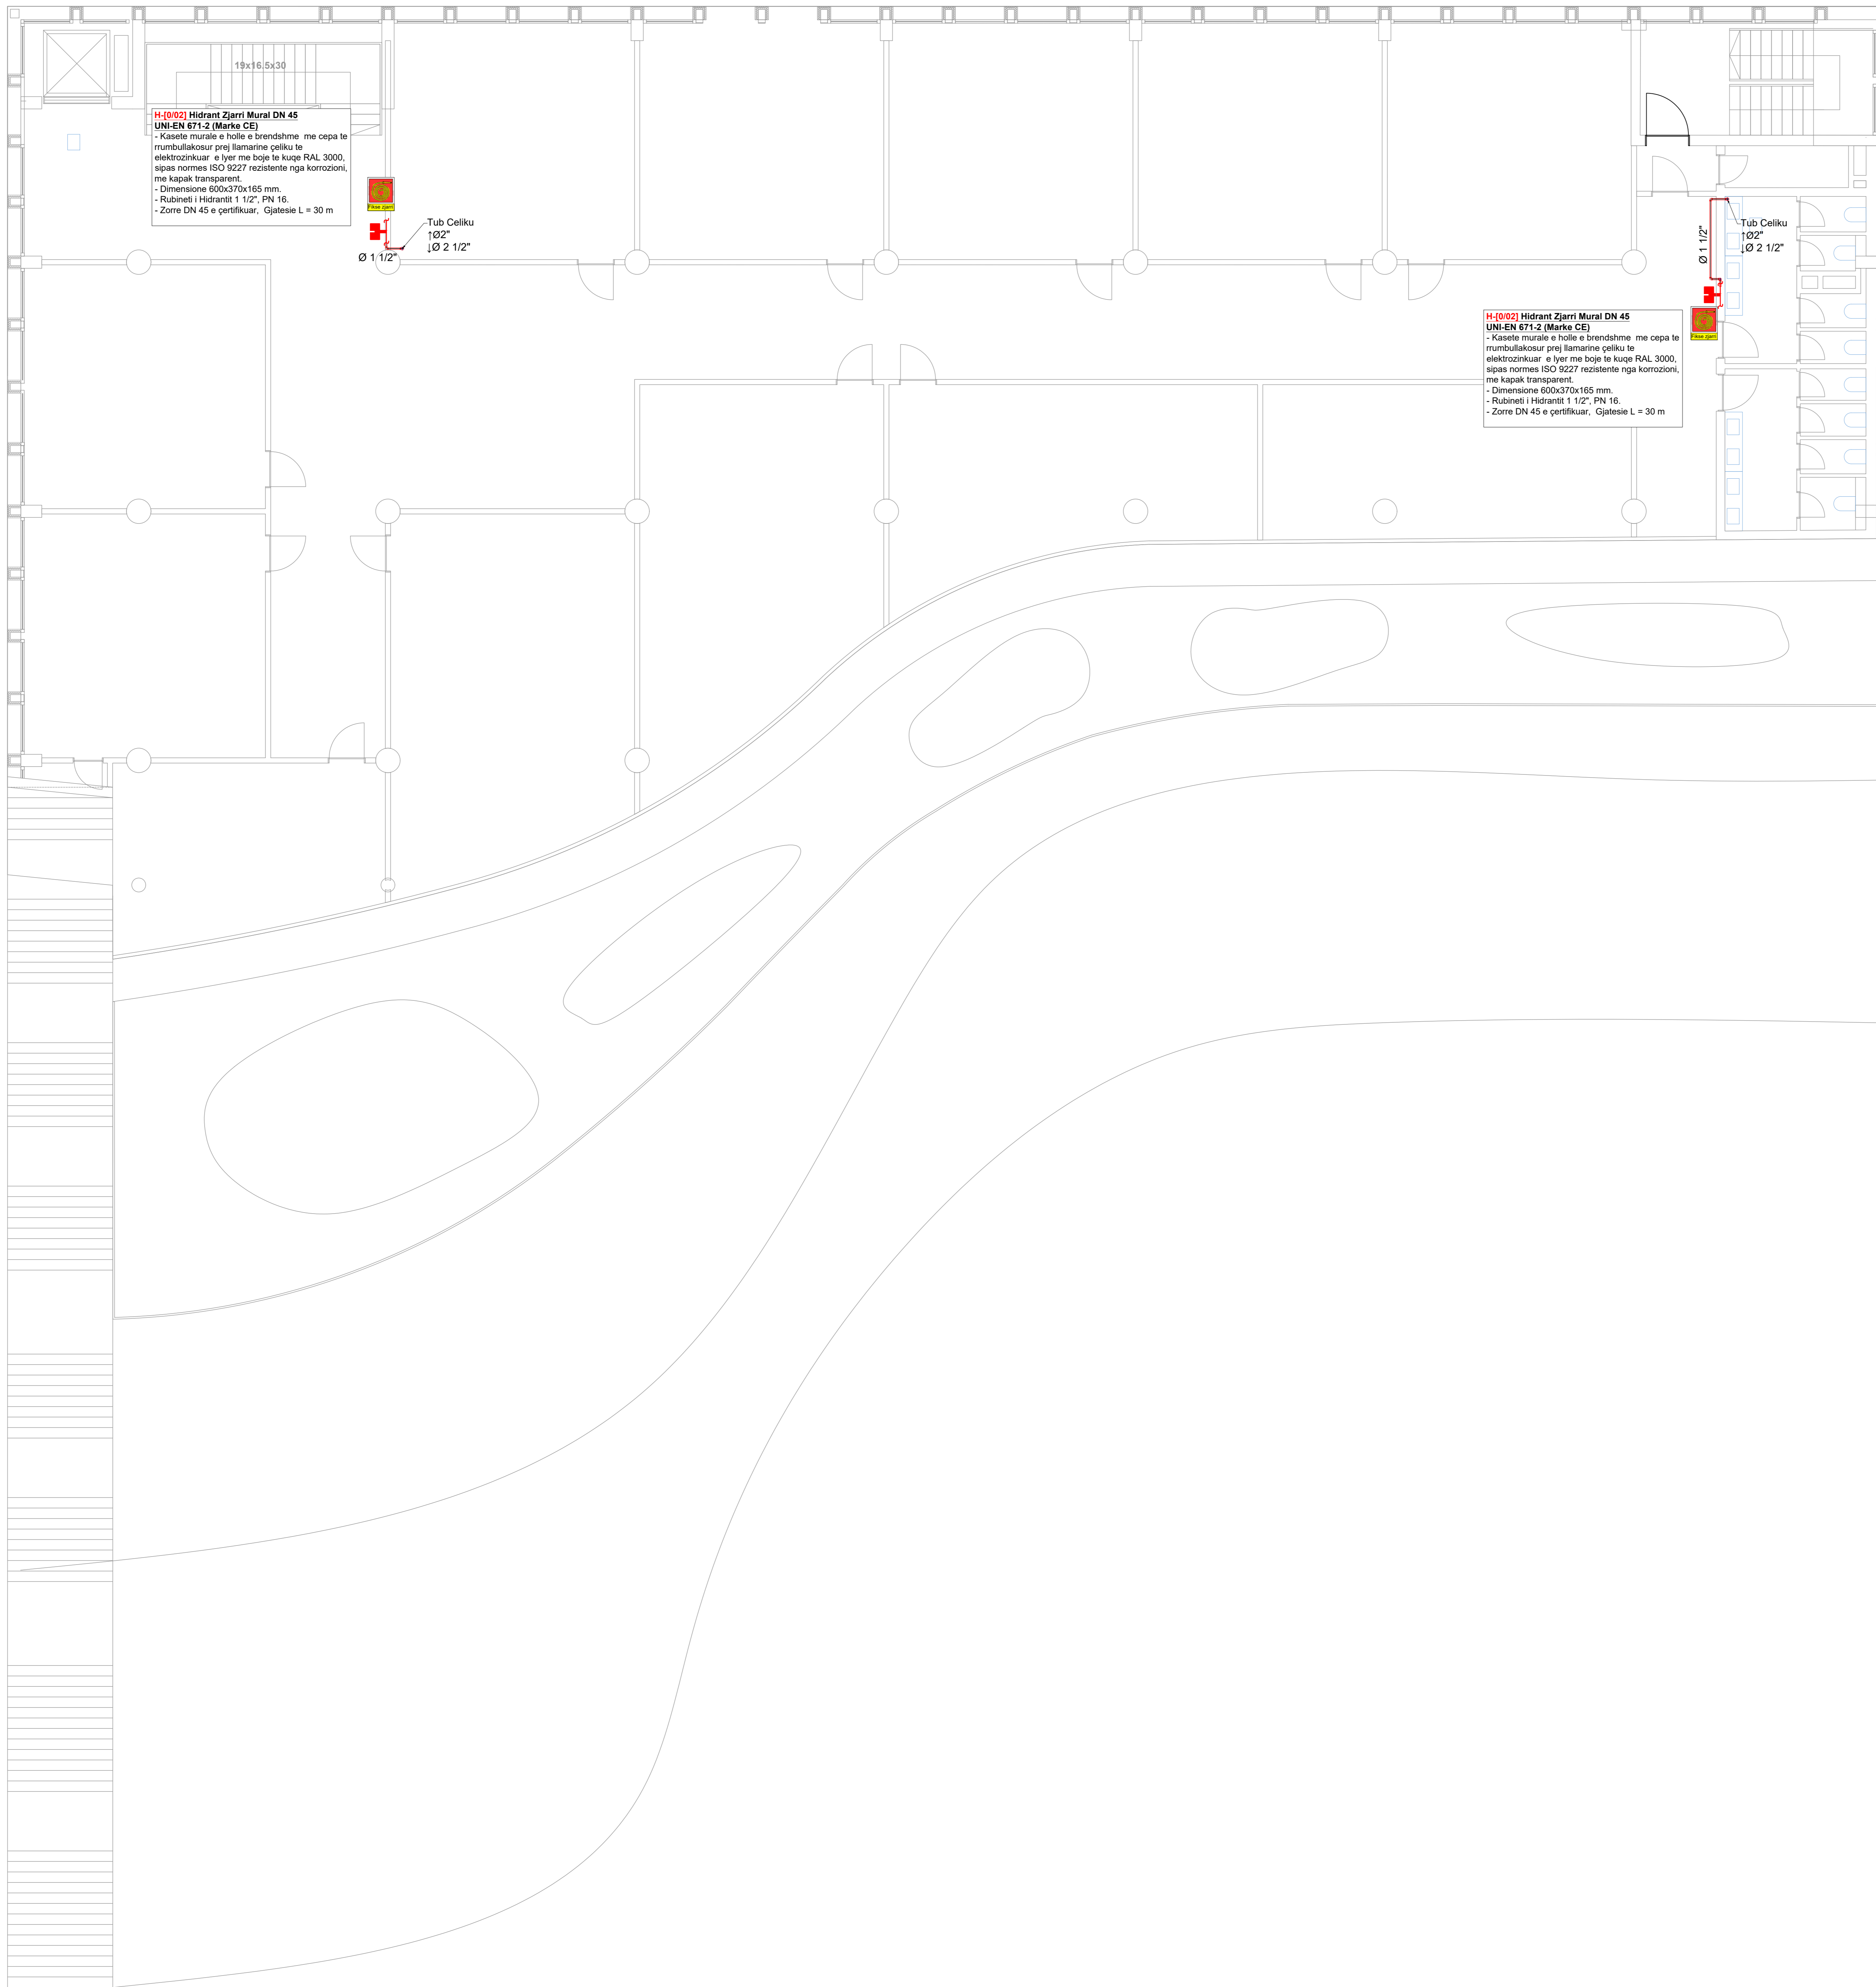 19x16.5x30
H-[0/02] Hidrant Zjarri Mural DN 45
UNI-EN 671-2 (Marke CE)
- Kasete murale e holle e brendshme me cepa te
rrumbullakosur prej llamarine çeliku te
elektrozinkuar e lyer me boje te kuqe RAL 3000,
sipas normes ISO 9227 rezistente nga korrozioni,
me kapak transparent.
- Dimensione 600x370x165 mm.
- Rubineti i Hidrantit 1 1/2", PN 16.
- Zorre DN 45 e çertifikuar, Gjatesie L = 30 m
Fikse zjarri
Tub Celiku
↑Ø2"
↓Ø 2 1/2"
Ø 1 1/2"
Tub Celiku
↑Ø2"
↓Ø 2 1/2"
Ø 1 1/2"
H-[0/02] Hidrant Zjarri Mural DN 45
UNI-EN 671-2 (Marke CE)
- Kasete murale e holle e brendshme me cepa te
rrumbullakosur prej llamarine çeliku te
elektrozinkuar e lyer me boje te kuqe RAL 3000,
sipas normes ISO 9227 rezistente nga korrozioni,
me kapak transparent.
- Dimensione 600x370x165 mm.
- Rubineti i Hidrantit 1 1/2", PN 16.
- Zorre DN 45 e çertifikuar, Gjatesie L = 30 m
Fikse zjarri